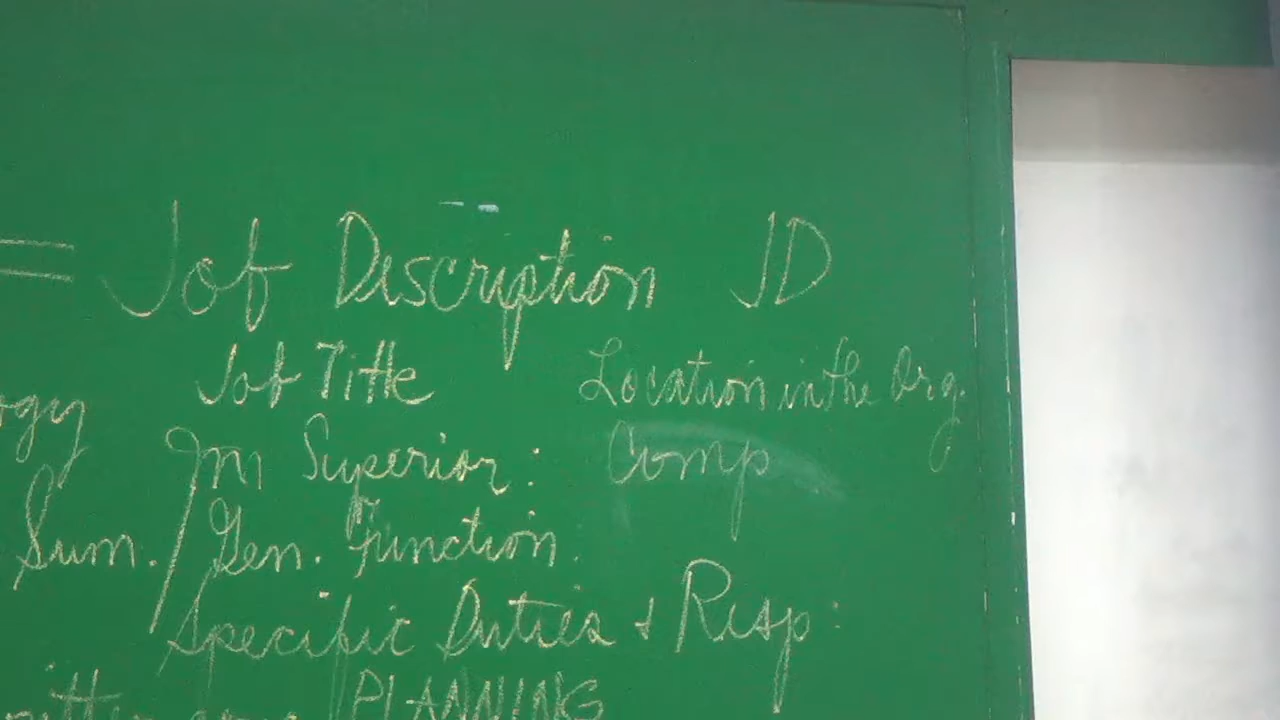 = Job Description JD
Job Title Location in the Org.
Im Superior: Comp
Sum. / Gen. Function.
Specific Duties & Resp:
PLANNING